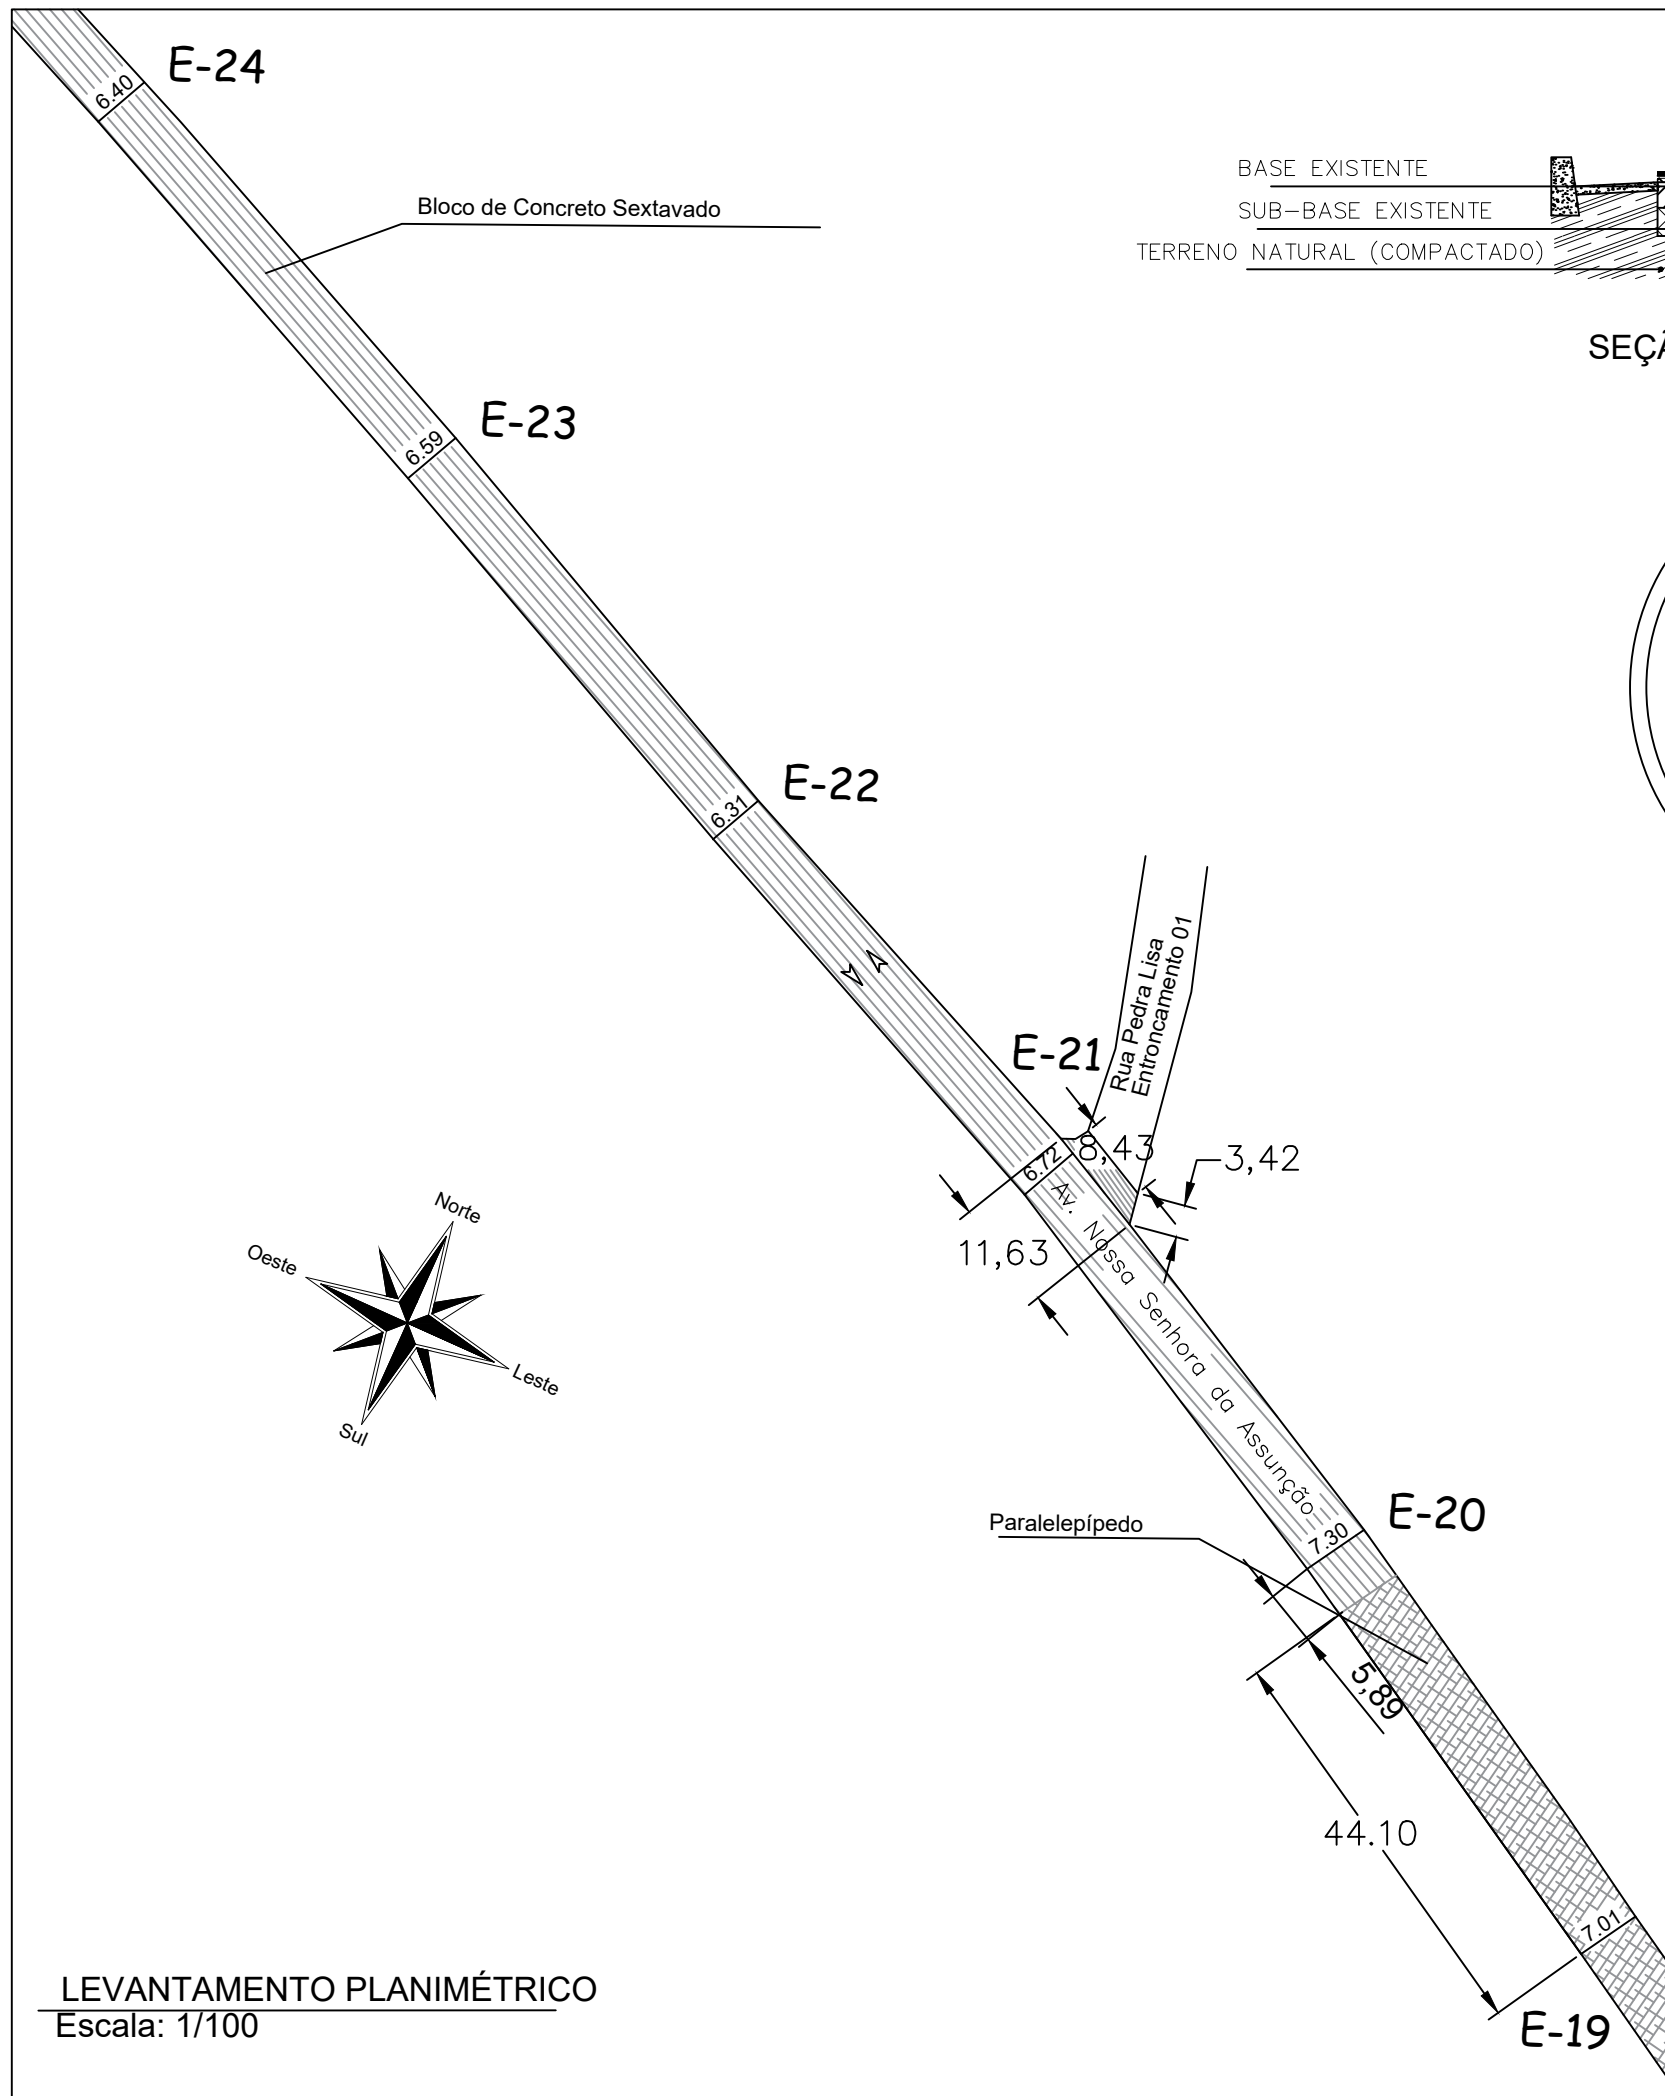 E-24
6.40
Bloco de Concreto Sextavado
BASE EXISTENTE
SUB-BASE EXISTENTE
TERRENO NATURAL (COMPACTADO)
SEÇÃ
E-23
6.59
E-22
6.31
Rua Pedra Lisa
Entroncamento 01
E-21
8,43
3,42
6.72
11,63
Av. Nossa Senhora da Assunção
Norte
Oeste
Leste
Sul
E-20
7.30
Paralelepípedo
5,89
44.10
7.01
E-19
LEVANTAMENTO PLANIMÉTRICO
Escala: 1/100